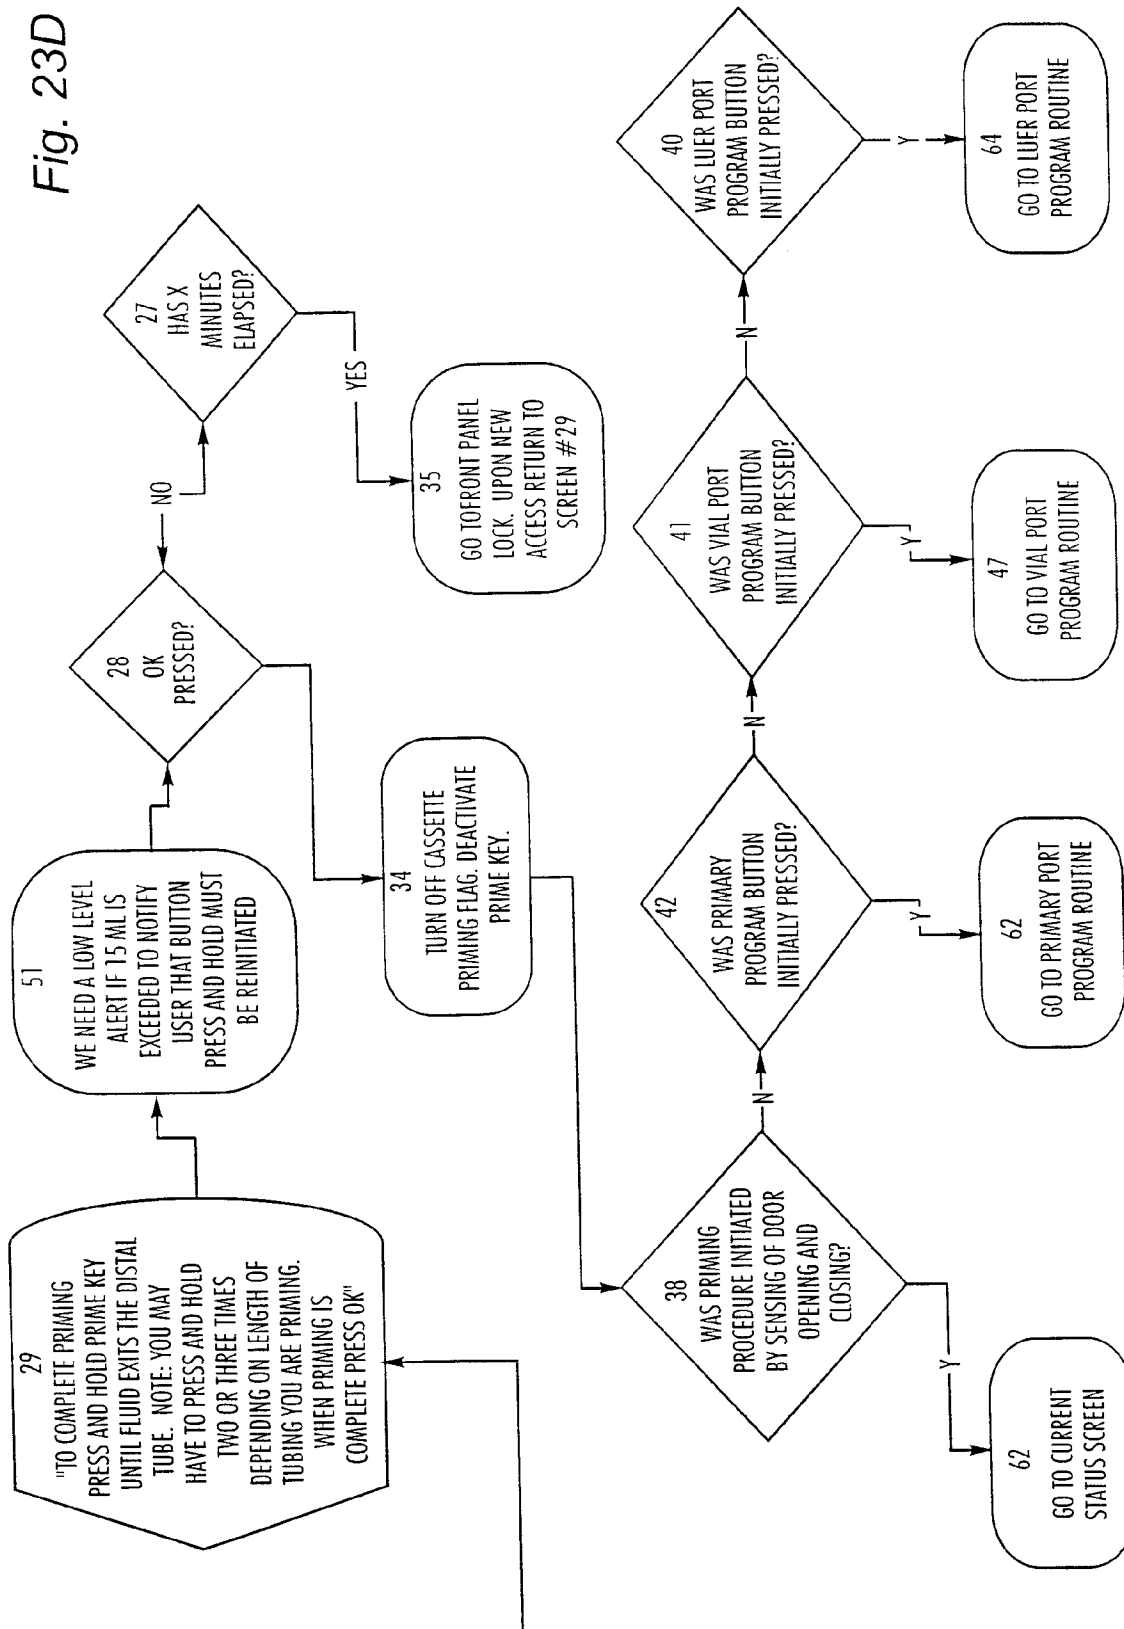 Fig. 23D
29
"TO COMPLETE PRIMING
PRESS AND HOLD PRIME KEY
UNTIL FLUID EXITS THE DISTAL
TUBE. NOTE: YOU MAY
HAVE TO PRESS AND HOLD
TWO OR THREE TIMES
DEPENDING ON LENGTH OF
TUBING YOU ARE PRIMING.
WHEN PRIMING IS
COMPLETE PRESS OK"
51
WE NEED A LOW LEVEL
ALERT IF 15 ML IS
EXCEEDED TO NOTIFY
USER THAT BUTTON
PRESS AND HOLD MUST
BE REINITIATED
28
OK
PRESSED?
NO
27
HAS X
MINUTES
ELAPSED?
YES
35
GO TOFRONT PANEL
LOCK. UPON NEW
ACCESS RETURN TO
SCREEN #29
34
TURN OFF CASSETTE
PRIMING FLAG. DEACTIVATE
PRIME KEY.
38
WAS PRIMING
PROCEDURE INITIATED
BY SENSING OF DOOR
OPENING AND
CLOSING?
N
42
WAS PRIMARY
PROGRAM BUTTON
INITIALLY PRESSED?
N
41
WAS VIAL PORT
PROGRAM BUTTON
INITIALLY PRESSED?
N
40
WAS LUER PORT
PROGRAM BUTTON
INITIALLY PRESSED?
Y
62
GO TO CURRENT
STATUS SCREEN
Y
62
GO TO PRIMARY PORT
PROGRAM ROUTINE
Y
47
GO TO VIAL PORT
PROGRAM ROUTINE
Y
64
GO TO LUER PORT
PROGRAM ROUTINE